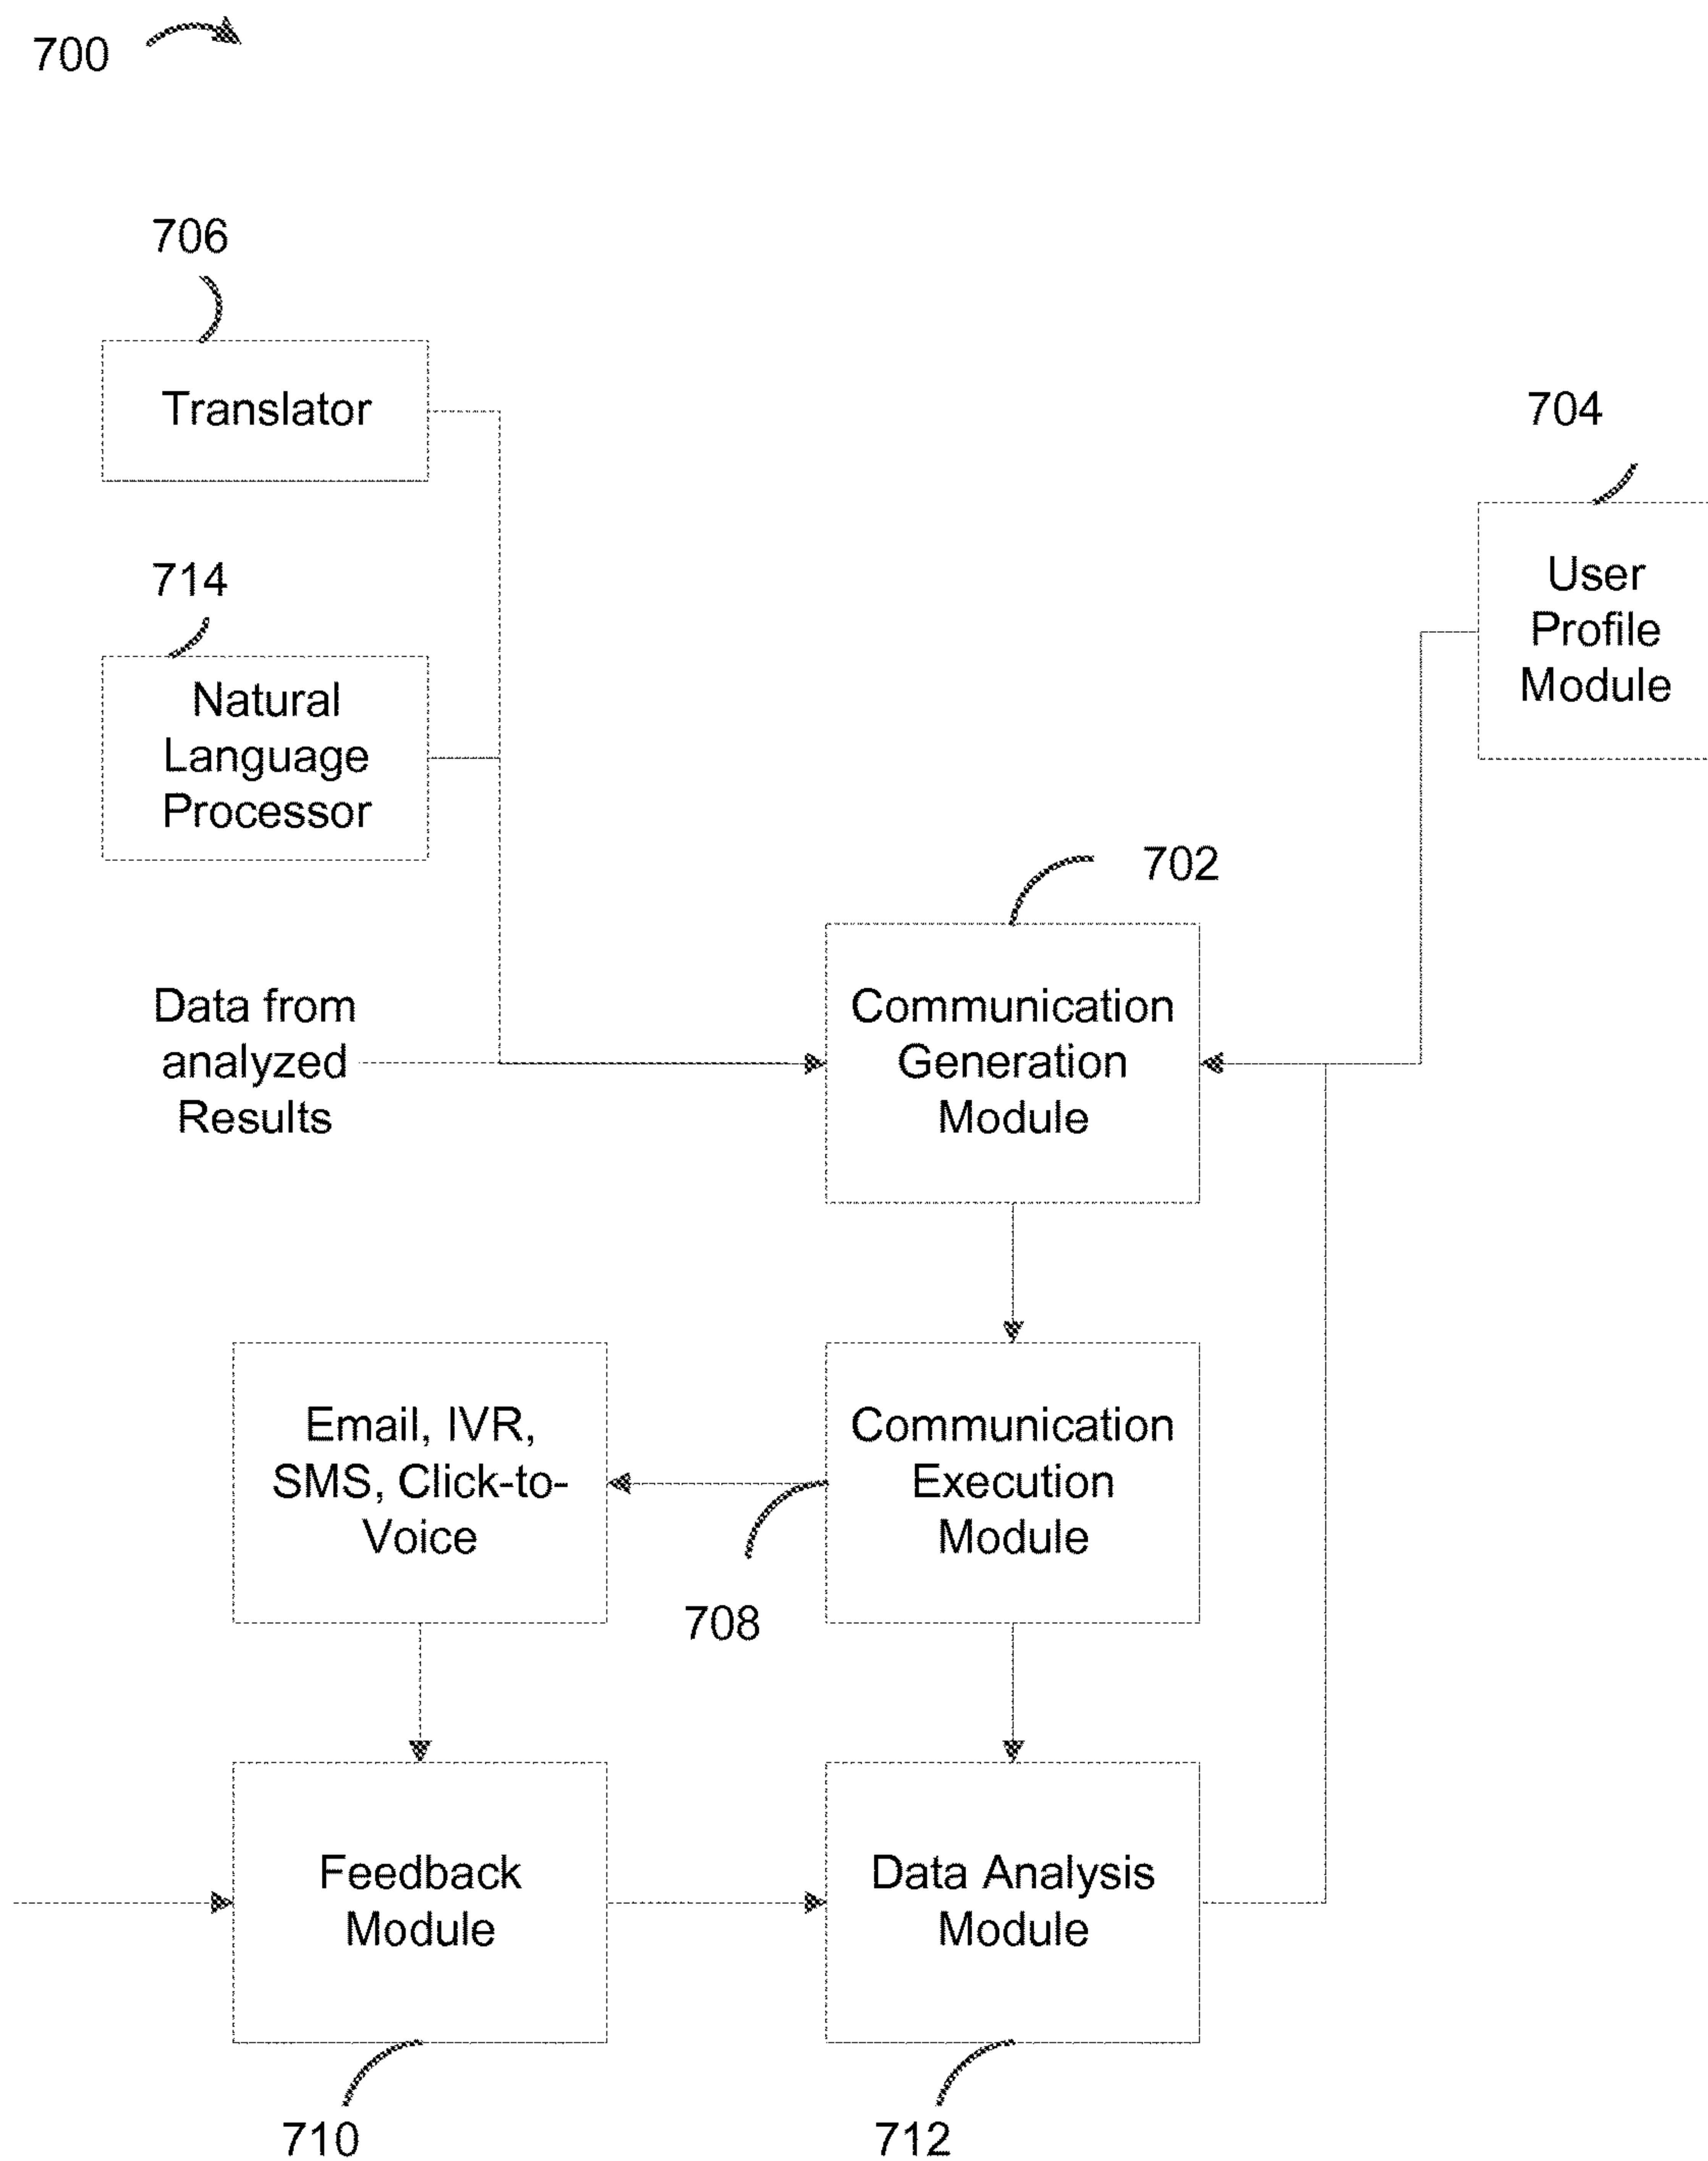 700
706
Translator
704
User
Profile
Module
714
Natural
Language
Processor
702
Data from
analyzed
Results
Communication
Generation
Module
Email, IVR,
SMS, Click-to-
Voice
Communication
Execution
Module
708
Feedback
Module
Data Analysis
Module
710
712